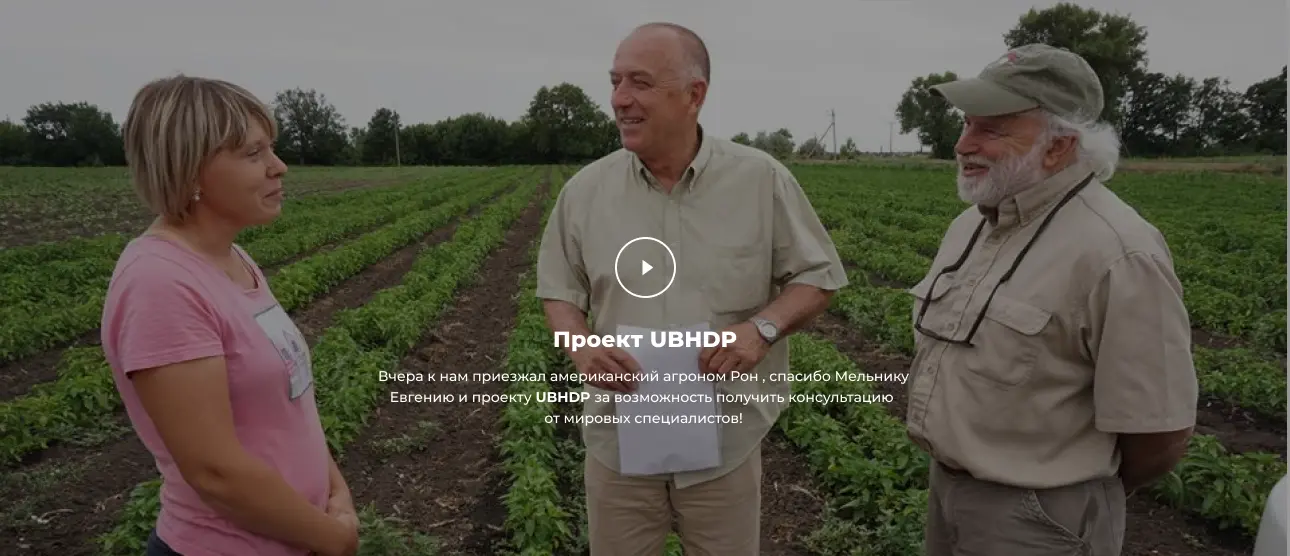 Проект UBHDP
Вчера к нам приезжал американский агроном Рон , спасибо Мельнику
Евгению и проекту UBHDP за возможность получить консультацию
от мировых специалистов!